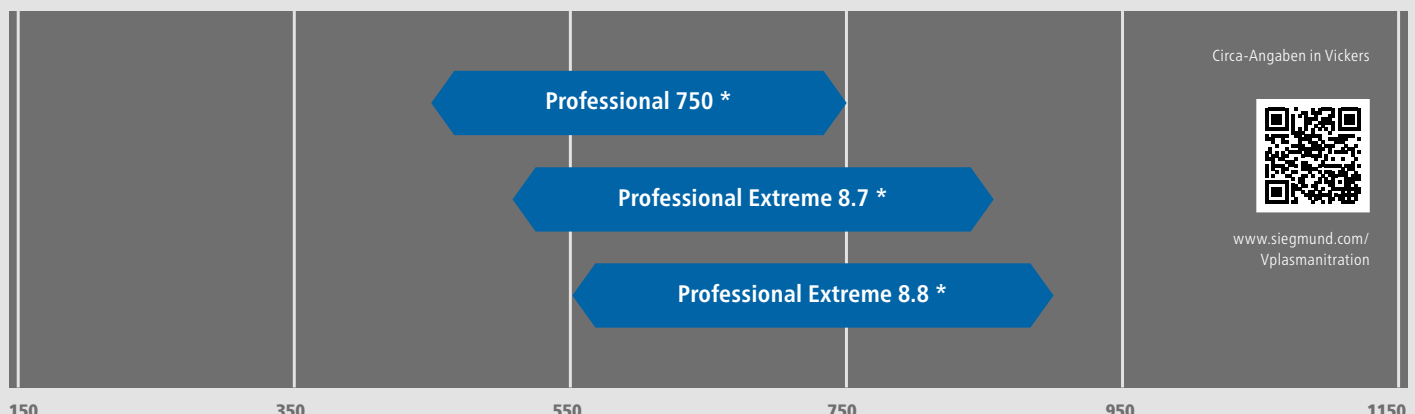 Circa-Angaben in Vickers
Professional 750 *
Professional Extreme 8.7 *
www.siegmund.com/
Vplasmanitration
Professional Extreme 8.8 *
150 350 550 750 950 1150